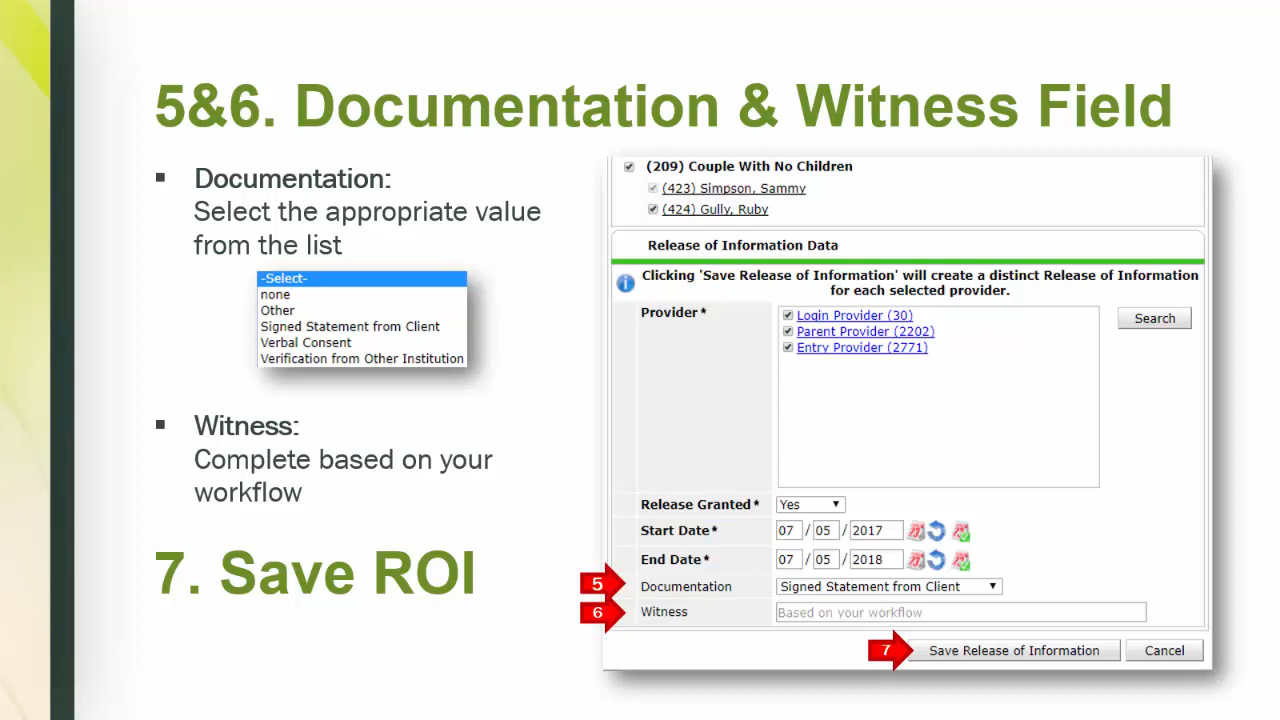 5&6. Documentation & Witness Field
Documentation:
Select the appropriate value
from the list
-Select-
none
Other
Signed Statement from Client
Verbal Consent
Verification from Other Institution
Witness:
Complete based on your
workflow
7. Save ROI
(209) Couple With No Children
(423) Simpson, Sammy
(424) Gully, Ruby
Release of Information Data
Clicking 'Save Release of Information' will create a distinct Release of Information
for each selected provider.
Provider*
Login Provider (30)
Parent Provider (2202)
Entry Provider (2771)
Search
Release Granted* Yes
Start Date* 07 / 05 / 2017
End Date* 07 / 05 / 2018
5 Documentation Signed Statement from Client
6 Witness Based on your workflow
7 Save Release of Information Cancel